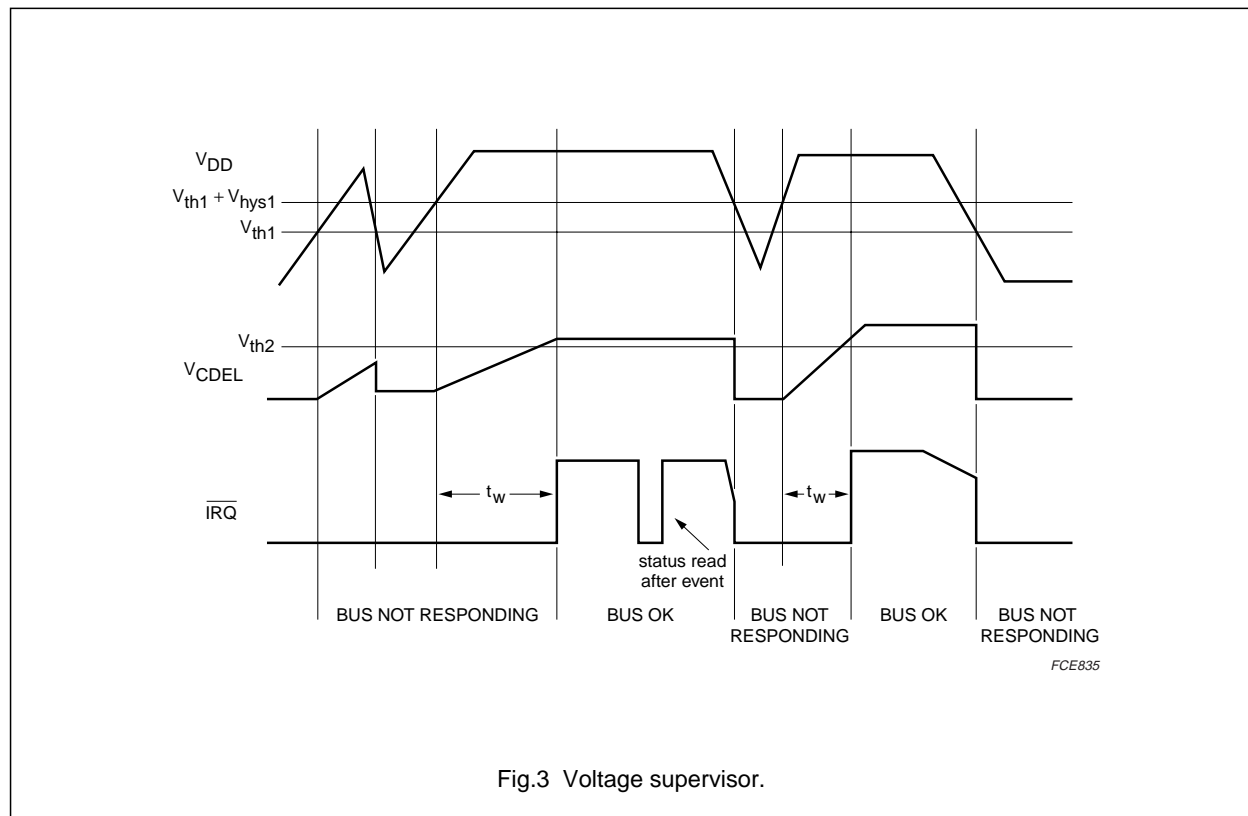 VDD
Vth1 + Vhys1
Vth1
Vth2
VCDEL
tw
tw
IRQ
status read
after event
BUS NOT RESPONDING
BUS OK
BUS NOT
RESPONDING
BUS OK
BUS NOT
RESPONDING
FCE835
Fig.3 Voltage supervisor.